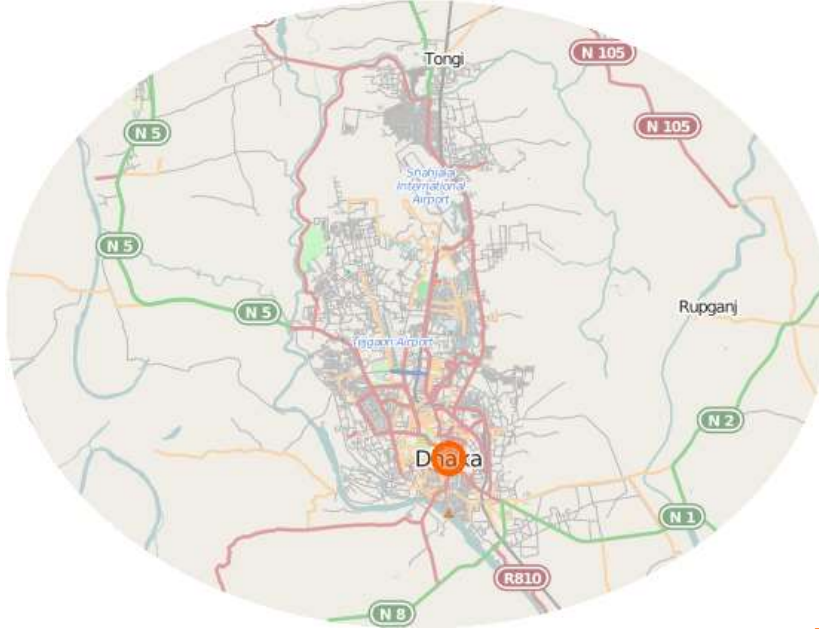 N 105
Tongi
N 105
N 5
Shahjalal
International
Airport
N 5
Rupganj
N 5
Tejgaon Airport
N 2
Dhaka
N 1
R810
N 8